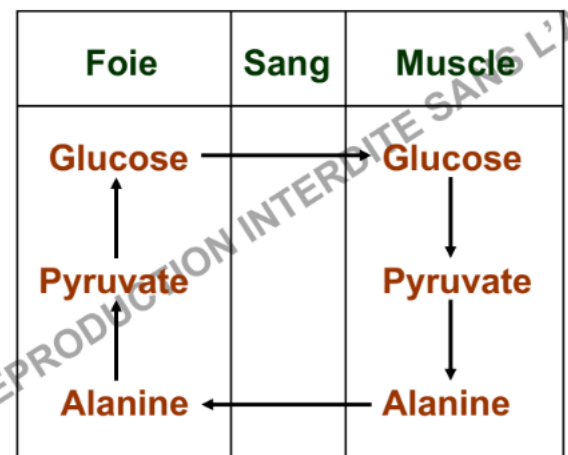 Foie Sang Muscle
Glucose Glucose
Pyruvate Pyruvate
Alanine Alanine
REPRODUCTION INTERDITE SANS L'